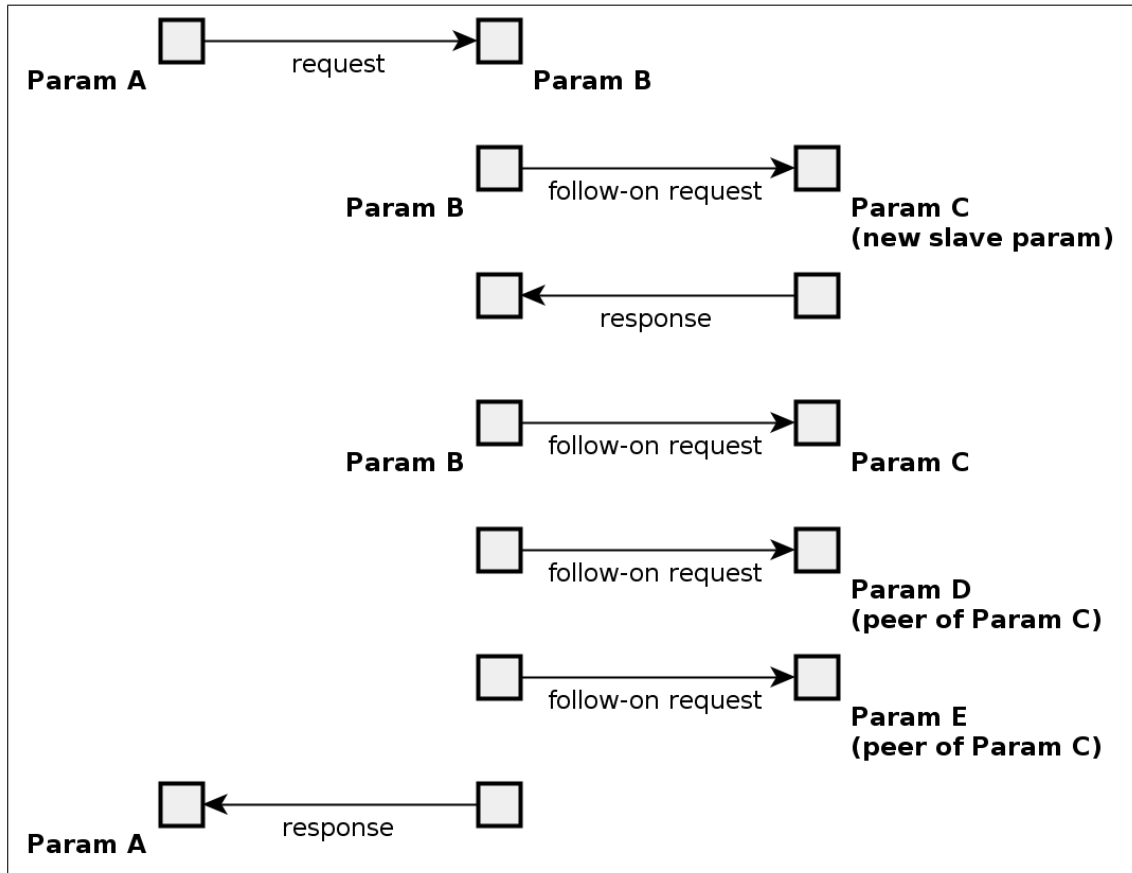 request
Param A
Param B
follow-on request
Param B
Param C
(new slave param)
response
follow-on request
Param B
Param C
follow-on request
Param D
(peer of Param C)
follow-on request
Param E
(peer of Param C)
response
Param A